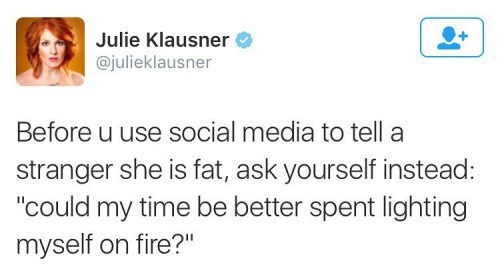 Julie Klausner
@julieklausner
Before u use social media to tell a
stranger she is fat, ask yourself instead:
"could my time be better spent lighting
myself on fire?"